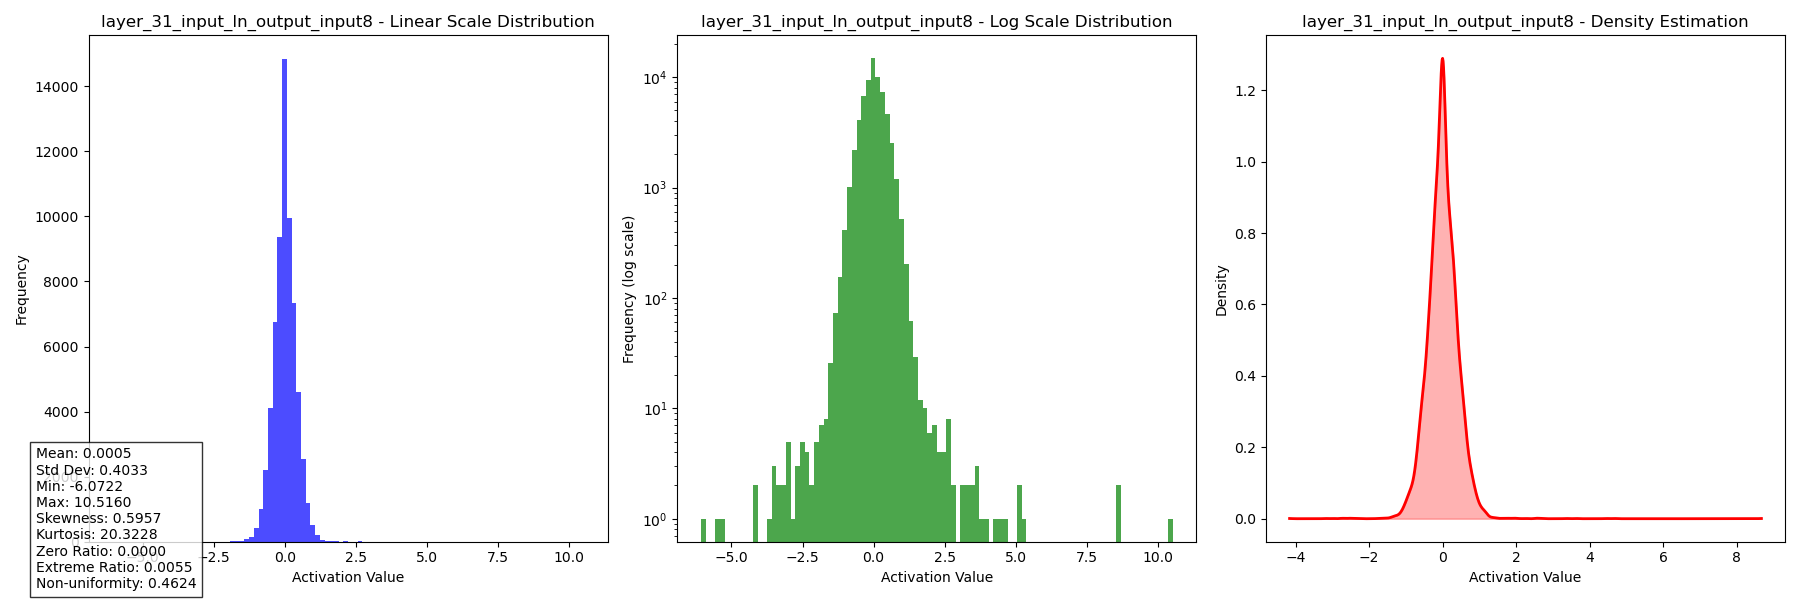 layer_31_input_ln_output_input8 - Linear Scale Distribution
Frequency
14000
12000
10000
8000
6000
4000
2000
0
Mean: 0.0005
Std Dev: 0.4033
Min: -6.0722
Max: 10.5160
Skewness: 0.5957
Kurtosis: 20.3228
Zero Ratio: 0.0000
Extreme Ratio: 0.0055
Non-uniformity: 0.4624
−5.0 −2.5 0.0 2.5 5.0 7.5 10.0
Activation Value
layer_31_input_ln_output_input8 - Log Scale Distribution
Frequency (log scale)
10⁴
10³
10²
10¹
10⁰
−5.0 −2.5 0.0 2.5 5.0 7.5 10.0
Activation Value
layer_31_input_ln_output_input8 - Density Estimation
Density
1.2
1.0
0.8
0.6
0.4
0.2
0.0
−4 −2 0 2 4 6 8
Activation Value